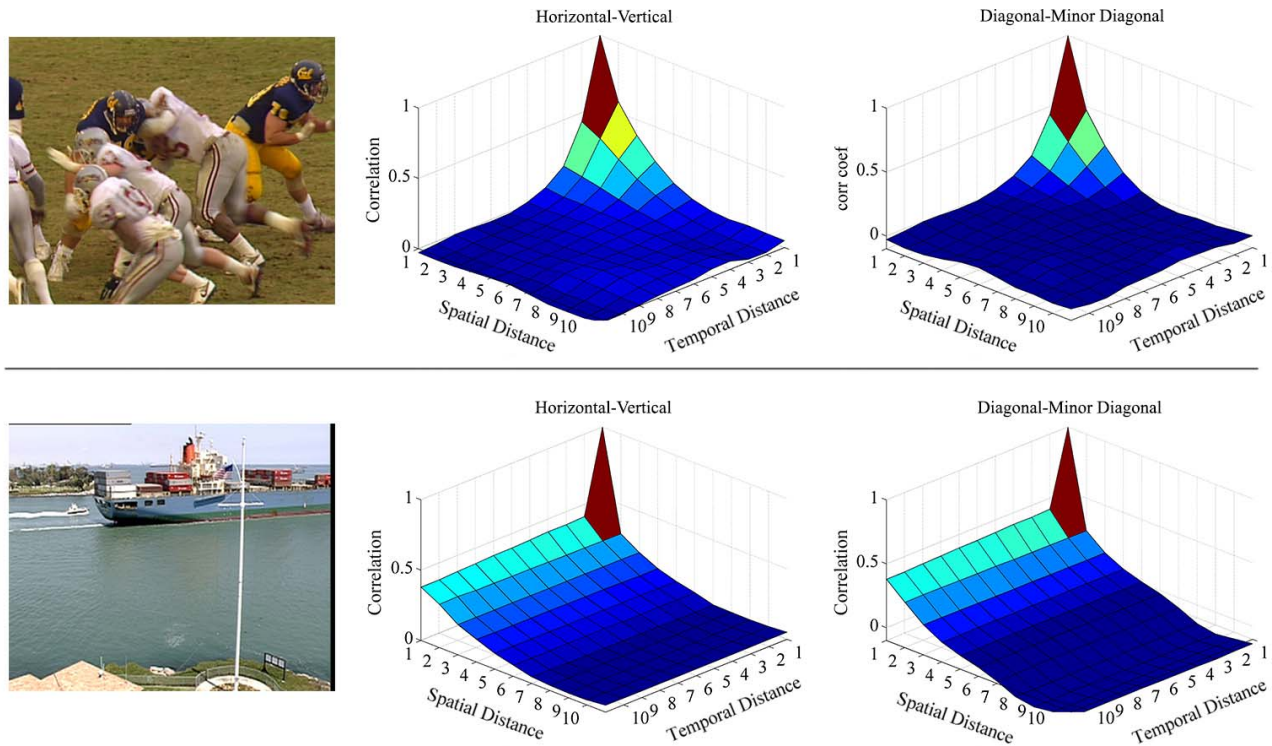 Horizontal-Vertical
Diagonal-Minor Diagonal
Cal
76
1
0.5
0
Correlation
1 2 3 4 5 6 7 8 9 10
Spatial Distance
10 9 8 7 6 5 4 3 2 1
Temporal Distance
1
0.5
0
corr coef
1 2 3 4 5 6 7 8 9 10
Spatial Distance
10 9 8 7 6 5 4 3 2 1
Temporal Distance
Horizontal-Vertical
Diagonal-Minor Diagonal
1
0.5
0
Correlation
1 2 3 4 5 6 7 8 9 10
Spatial Distance
10 9 8 7 6 5 4 3 2 1
Temporal Distance
1
0.5
0
Correlation
1 2 3 4 5 6 7 8 9 10
Spatial Distance
10 9 8 7 6 5 4 3 2 1
Temporal Distance